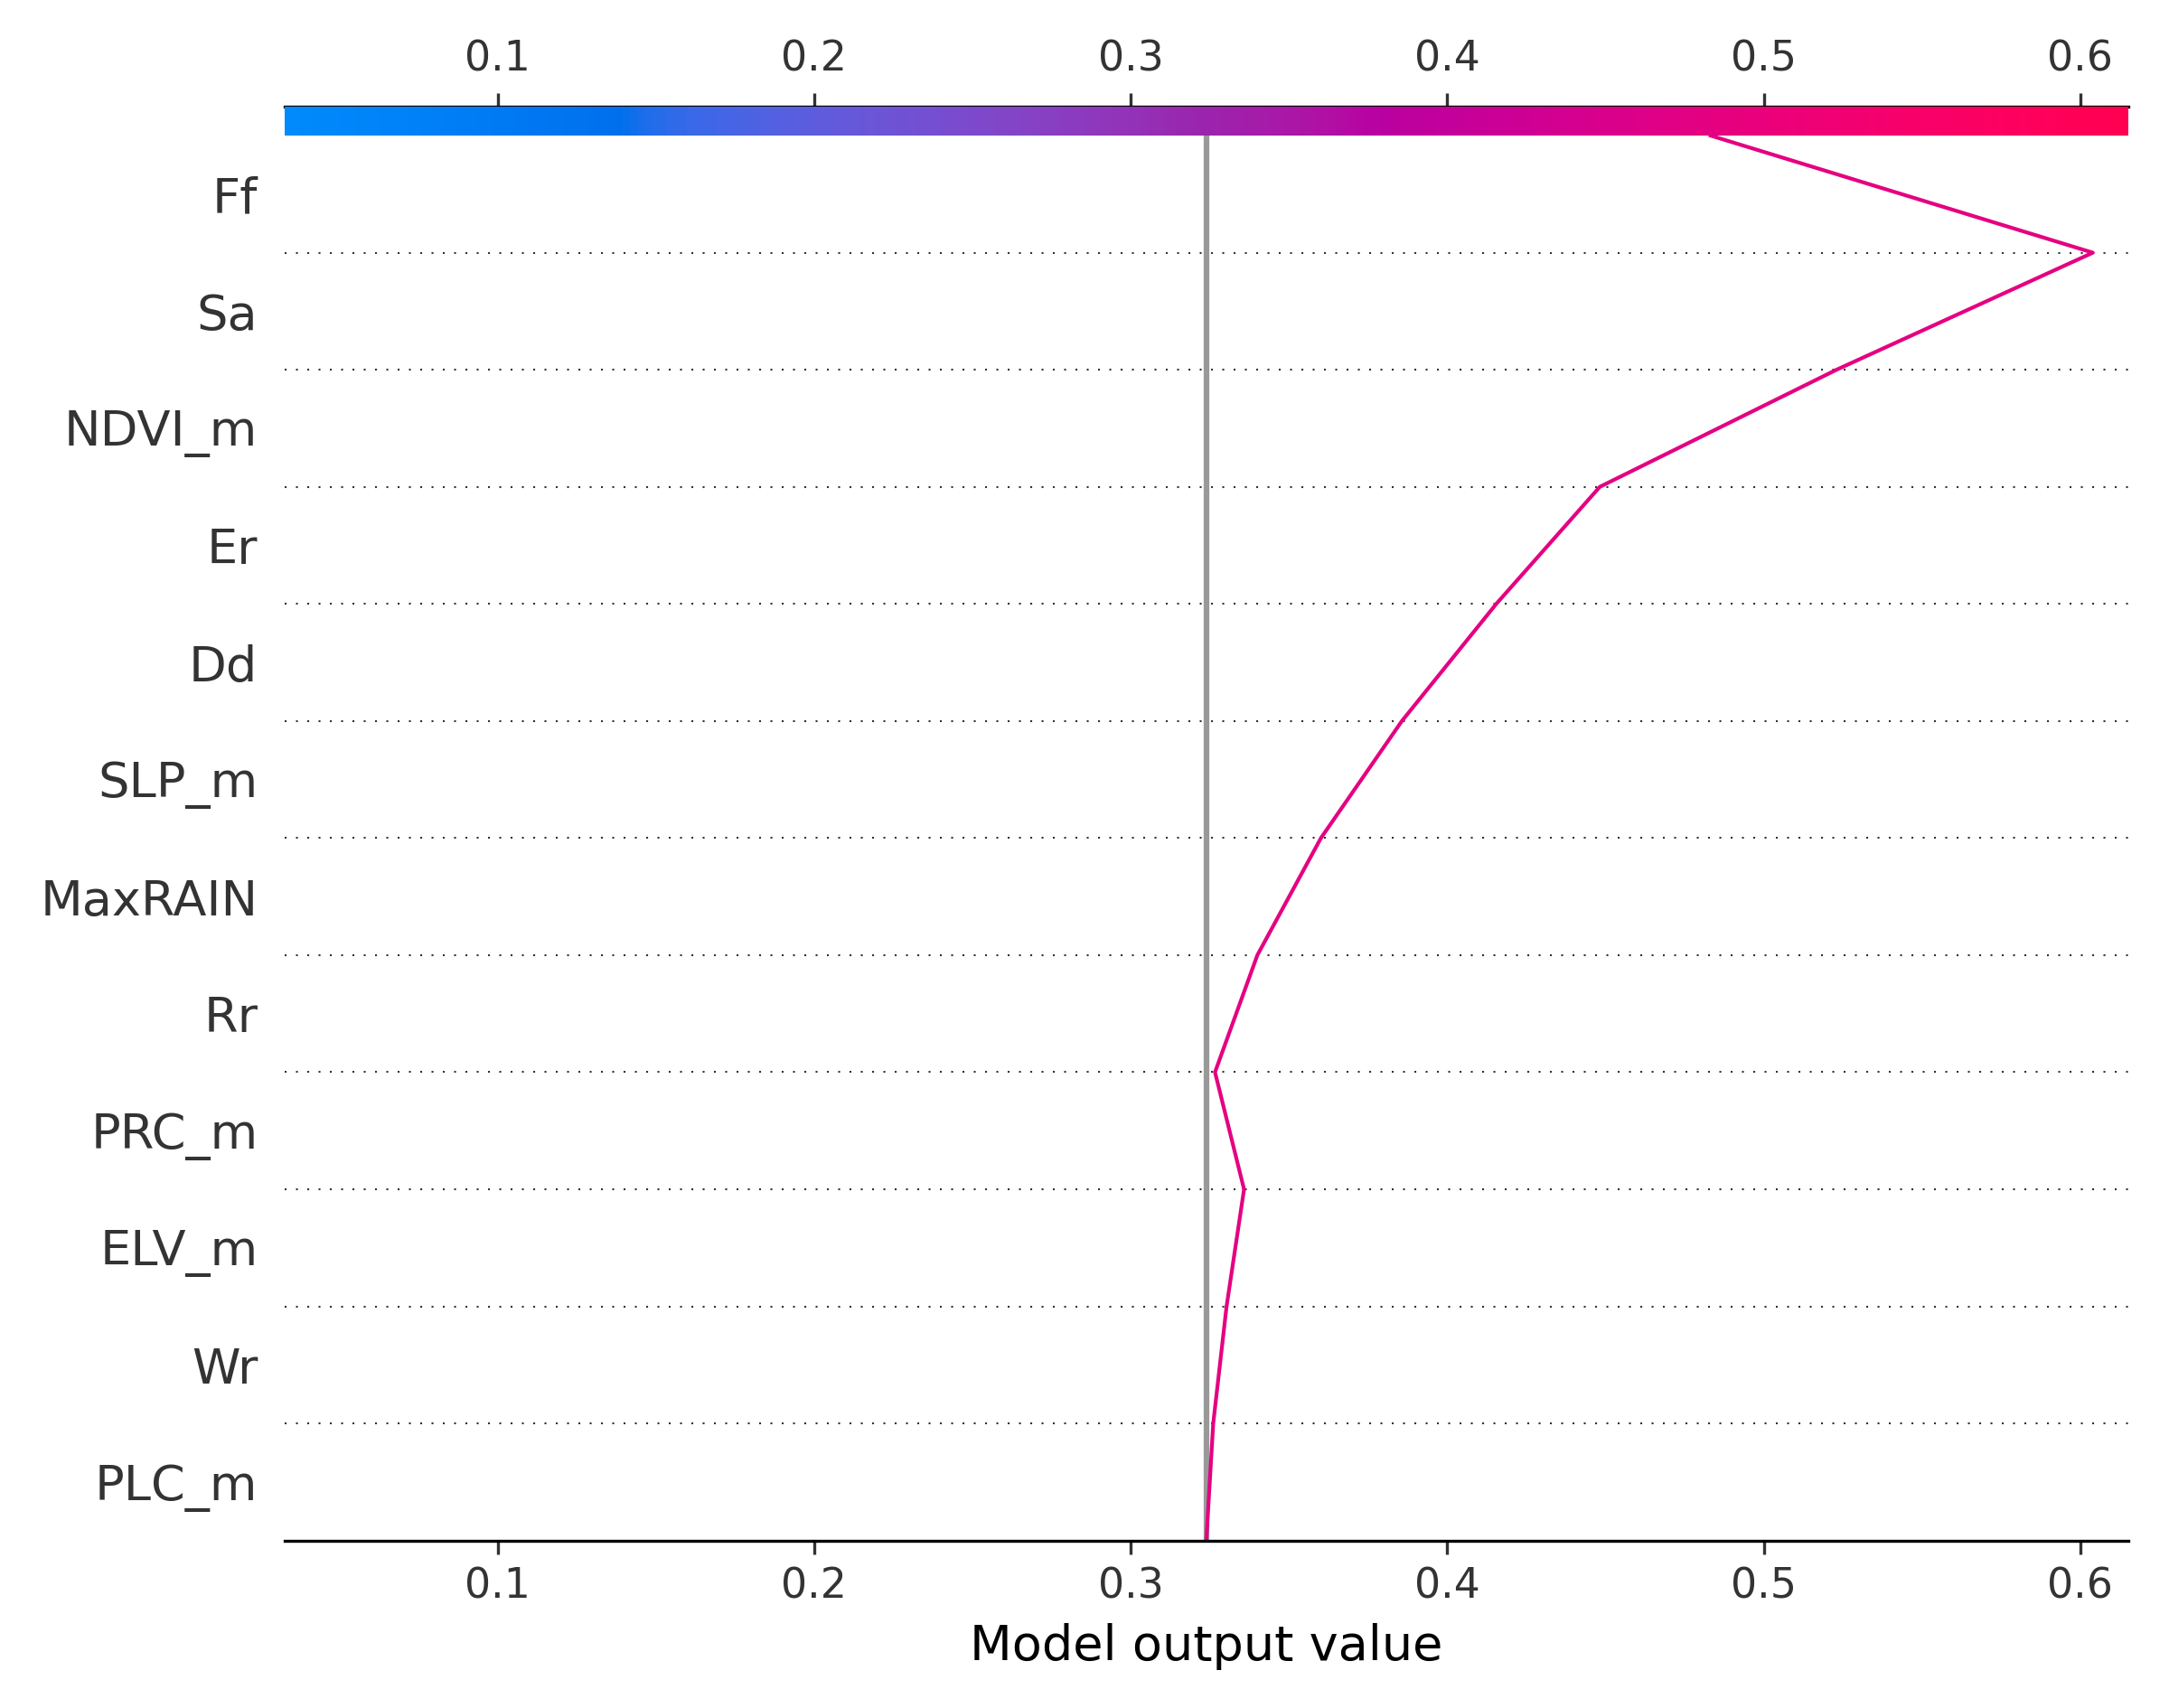 0.1 0.2 0.3 0.4 0.5 0.6
Ff
Sa
NDVI_m
Er
Dd
SLP_m
MaxRAIN
Rr
PRC_m
ELV_m
Wr
PLC_m
0.1 0.2 0.3 0.4 0.5 0.6
Model output value